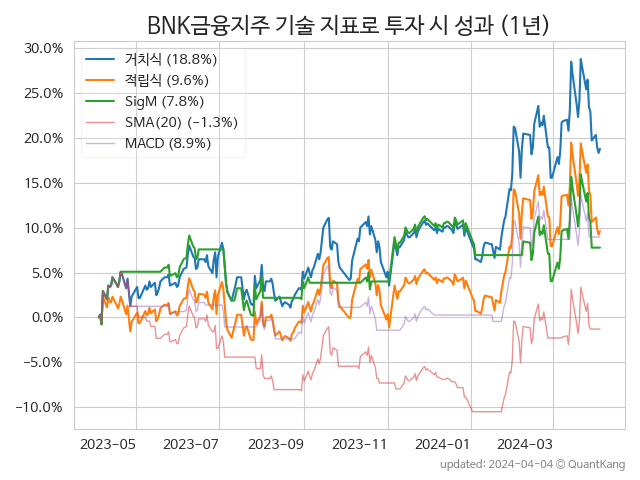 BNK금융지주 기술 지표로 투자 시 성과 (1년)
30.0%
25.0%
20.0%
15.0%
10.0%
5.0%
0.0%
−5.0%
−10.0%
거치식 (18.8%)
적립식 (9.6%)
SigM (7.8%)
SMA(20) (-1.3%)
MACD (8.9%)
2023-05 2023-07 2023-09 2023-11 2024-01 2024-03
updated: 2024-04-04 © QuantKang